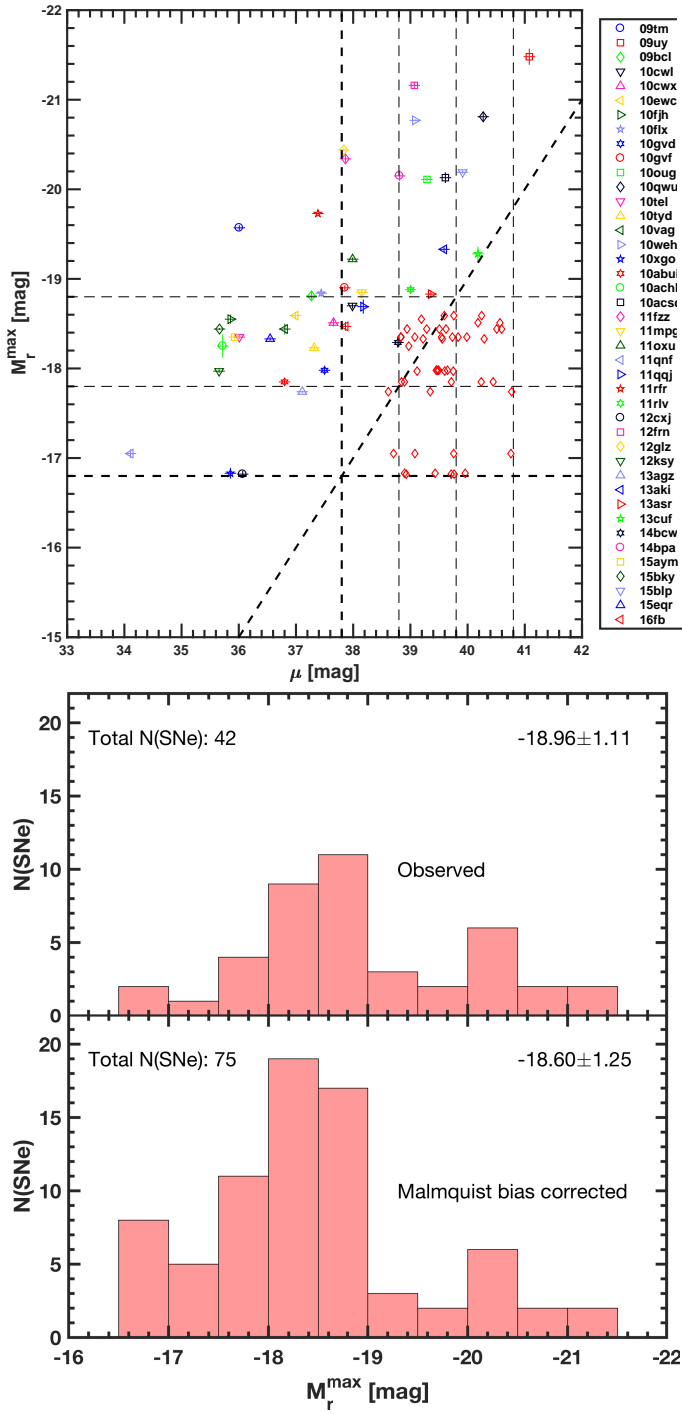 -22
-21
-20
-19
-18
-17
-16
-15
M_r^max [mag]
33 34 35 36 37 38 39 40 41 42
μ [mag]
09tm
09uy
09bcl
10cwl
10cwx
10ewc
10fjh
10flx
10gvd
10gvf
10oug
10qwu
10tel
10tyd
10vag
10weh
10xgo
10abui
10achl
10acsc
11fzz
11mpg
11oxu
11qnf
11qqj
11rfr
11rlv
12cxj
12frn
12glz
12ksy
13agz
13aki
13asr
13cuf
14bcw
14bpa
15aym
15bky
15blp
15eqr
16fb
20
15
10
5
0
N(SNe)
Total N(SNe): 42
-18.96±1.11
Observed
20
15
10
5
0
N(SNe)
Total N(SNe): 75
-18.60±1.25
Malmquist bias corrected
-16 -17 -18 -19 -20 -21 -22
M_r^max [mag]